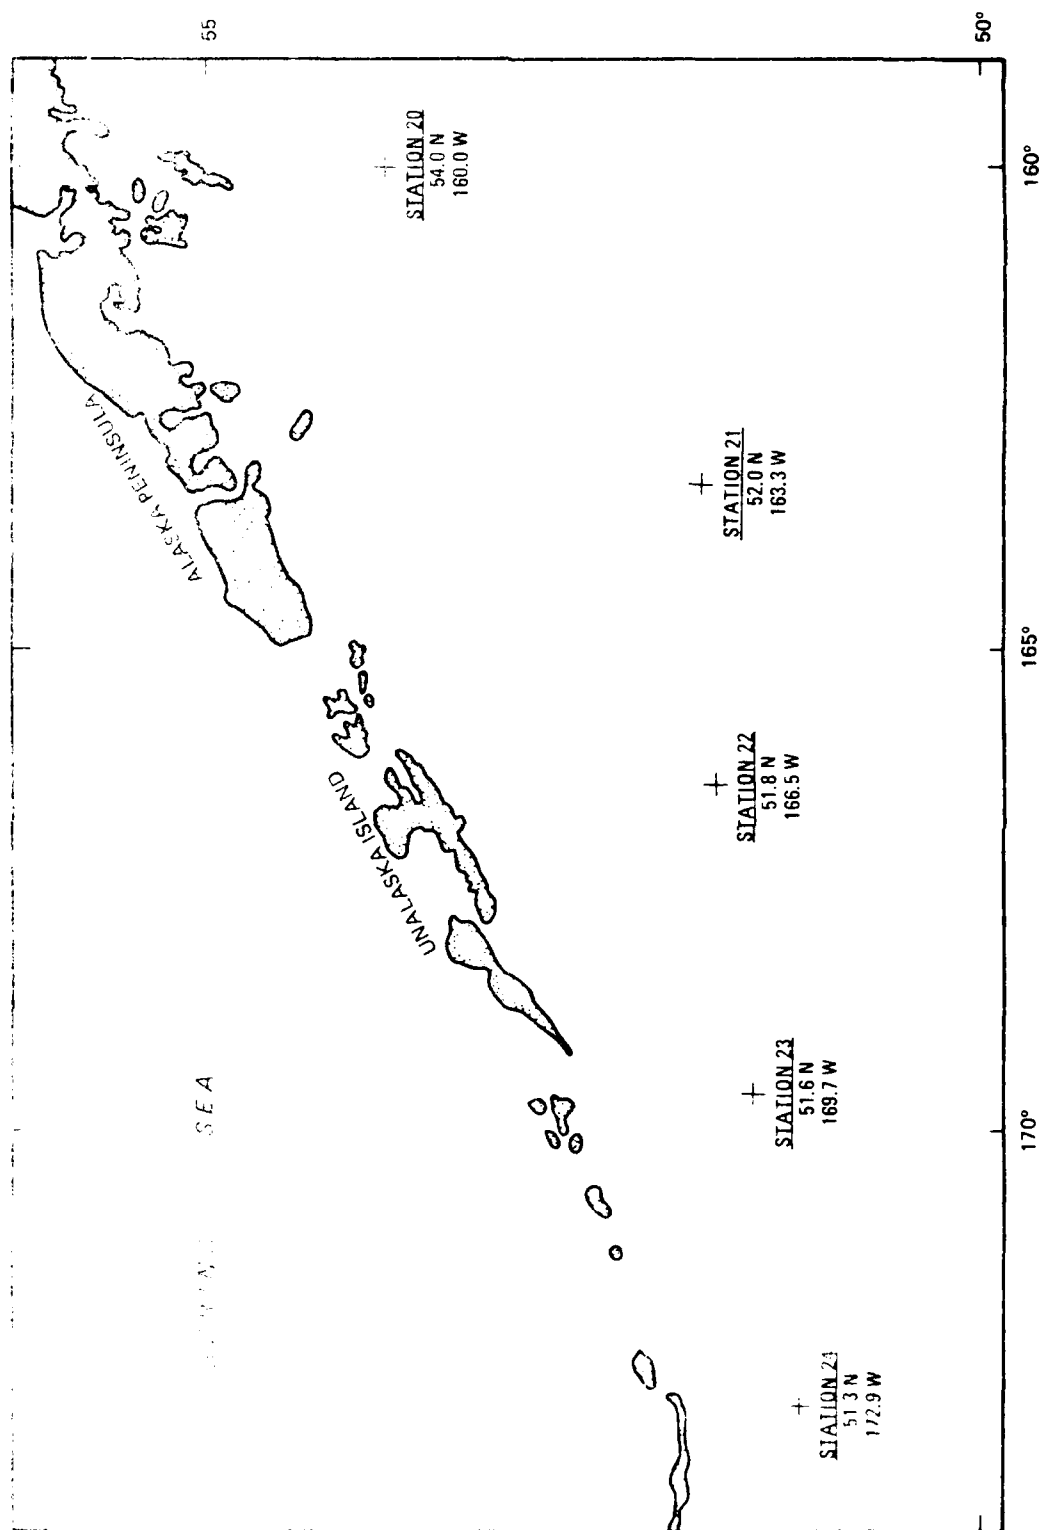 55
50°
STATION 20
54.0 N
160.0 W
160°
ALASKA PENINSULA
STATION 21
52.0 N
163.3 W
165°
UNALASKA ISLAND
STATION 22
51.8 N
166.5 W
SEA
STATION 23
51.6 N
169.7 W
170°
STATION 24
51.3 N
172.9 W